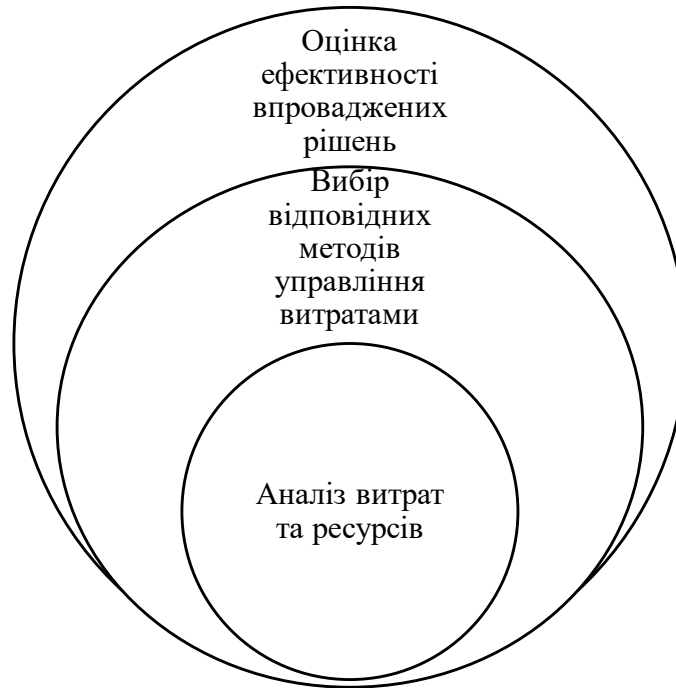 Оцінка
ефективності
впроваджених
рішень
Вибір
відповідних
методів
управління
витратами
Аналіз витрат
та ресурсів